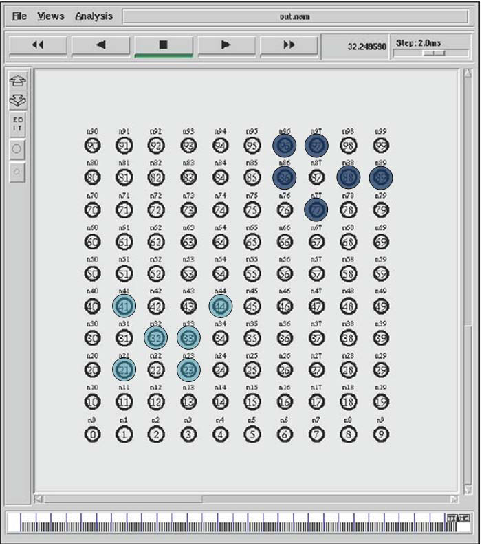 File Views Analysis out.nam
32.249590 Step: 2.0ms
n90 n91 n92 n93 n94 n95 n96 n97 n98 n99
90 91 92 93 94 95 96 97 98 99
n80 n81 n82 n83 n84 n85 n86 n87 n88 n89
80 81 82 83 84 85 86 87 88 89
n70 n71 n72 n73 n74 n75 n76 n77 n78 n79
70 71 72 73 74 75 76 77 78 79
n60 n61 n62 n63 n64 n65 n66 n67 n68 n69
60 61 62 63 64 65 66 67 68 69
n50 n51 n52 n53 n54 n55 n56 n57 n58 n59
50 51 52 53 54 55 56 57 58 59
n40 n41 n42 n43 n44 n45 n46 n47 n48 n49
40 41 42 43 44 45 46 47 48 49
n30 n31 n32 n33 n34 n35 n36 n37 n38 n39
30 31 32 33 34 35 36 37 38 39
n20 n21 n22 n23 n24 n25 n26 n27 n28 n29
20 21 22 23 24 25 26 27 28 29
n10 n11 n12 n13 n14 n15 n16 n17 n18 n19
10 11 12 13 14 15 16 17 18 19
n0 n1 n2 n3 n4 n5 n6 n7 n8 n9
0 1 2 3 4 5 6 7 8 9